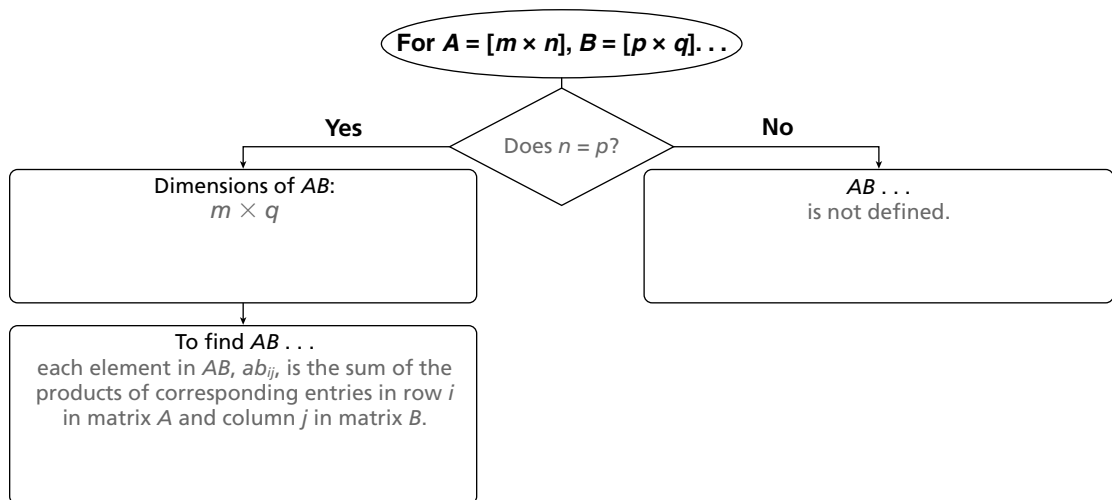 For A = [m × n], B = [p × q]. . .
Does n = p?
Yes
No
Dimensions of AB:
m × q
AB . . .
is not defined.
To find AB . . .
each element in AB, abij, is the sum of the
products of corresponding entries in row i
in matrix A and column j in matrix B.